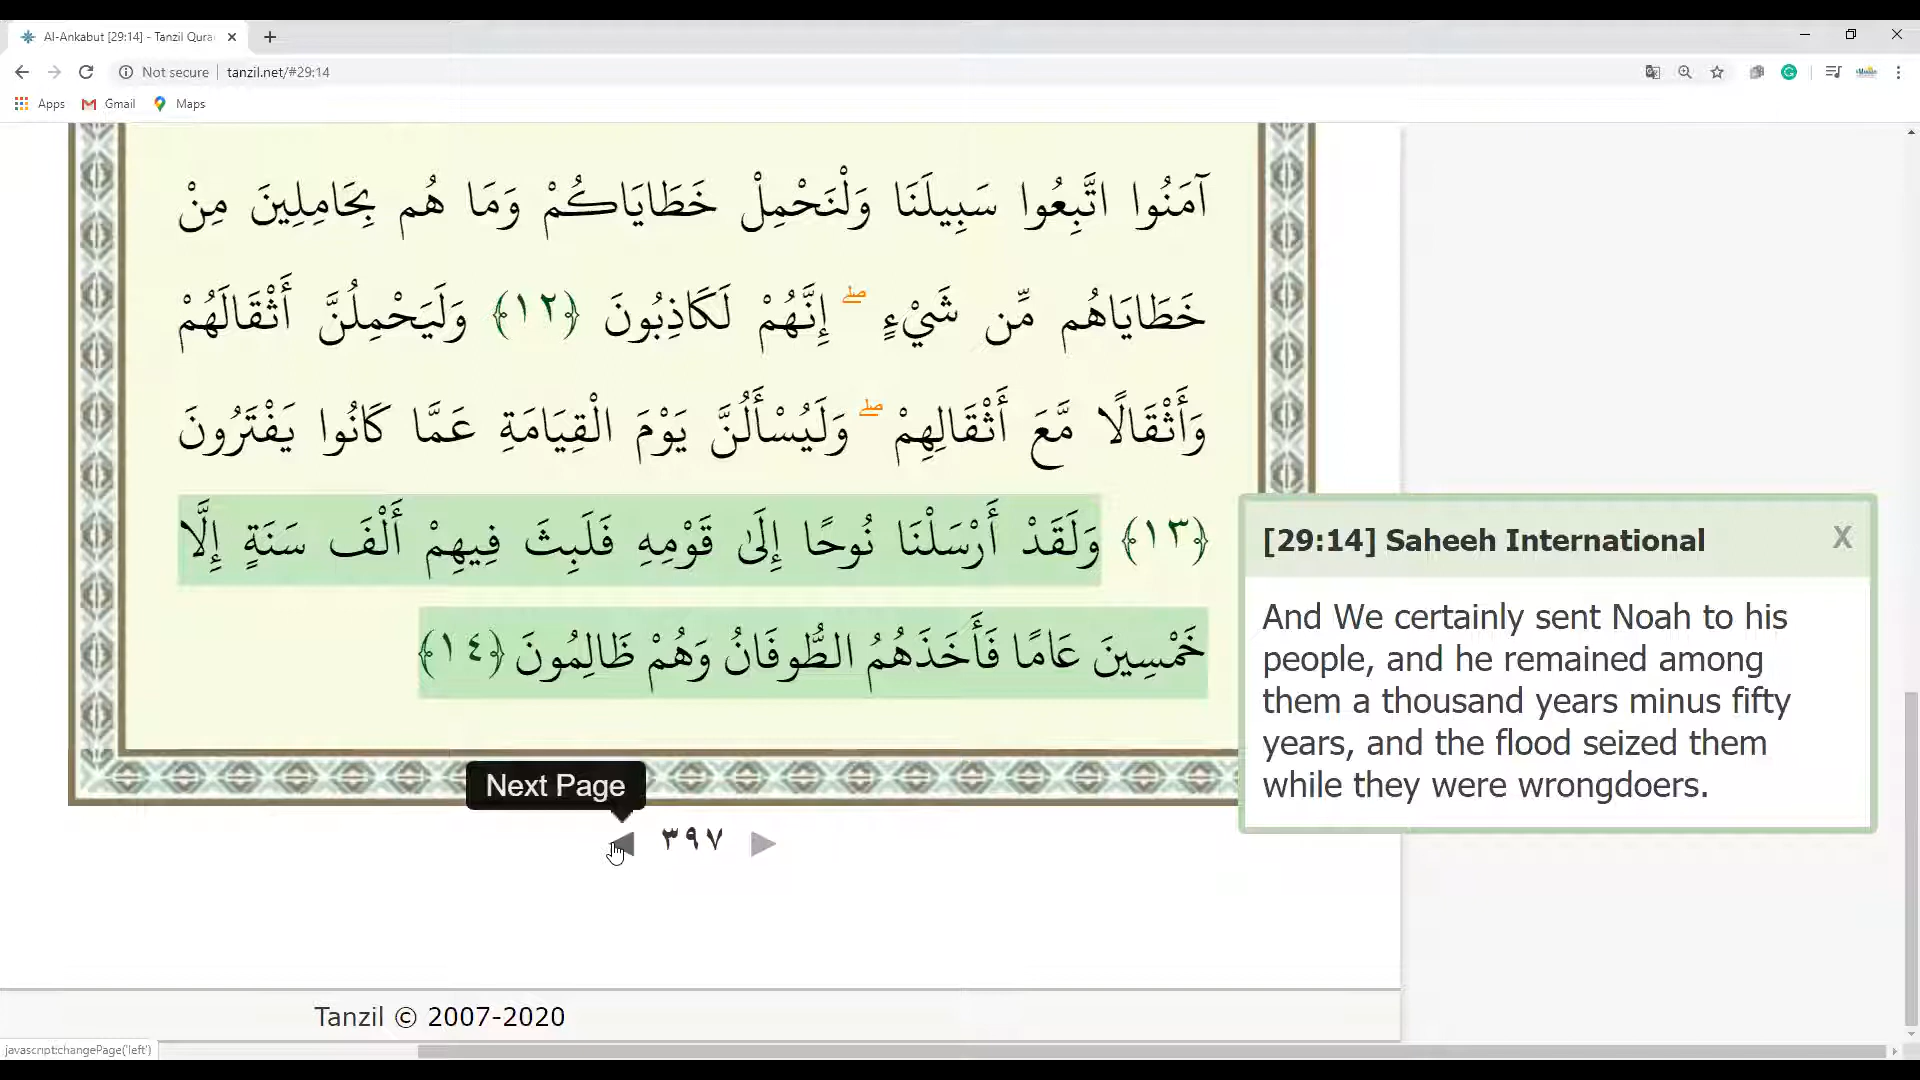 Al-Ankabut [29:14] - Tanzil Qura
Not secure | tanzil.net/#29:14
Apps Gmail Maps
آمَنُوا اتَّبِعُوا سَبِيلَنَا وَلْنَحْمِلْ خَطَايَاكُمْ وَمَا هُم بِحَامِلِينَ مِنْ
خَطَايَاهُم مِّن شَيْءٍ ۖ إِنَّهُمْ لَكَاذِبُونَ ﴿١٢﴾ وَلَيَحْمِلُنَّ أَثْقَالَهُمْ
وَأَثْقَالًا مَّعَ أَثْقَالِهِمْ ۖ وَلَيُسْأَلُنَّ يَوْمَ الْقِيَامَةِ عَمَّا كَانُوا يَفْتَرُونَ
﴿١٣﴾ وَلَقَدْ أَرْسَلْنَا نُوحًا إِلَىٰ قَوْمِهِ فَلَبِثَ فِيهِمْ أَلْفَ سَنَةٍ إِلَّا
خَمْسِينَ عَامًا فَأَخَذَهُمُ الطُّوفَانُ وَهُمْ ظَالِمُونَ ﴿١٤﴾
[29:14] Saheeh International X
And We certainly sent Noah to his
people, and he remained among
them a thousand years minus fifty
years, and the flood seized them
while they were wrongdoers.
Next Page
٣٩٧
Tanzil © 2007-2020
javascript:changePage('left')